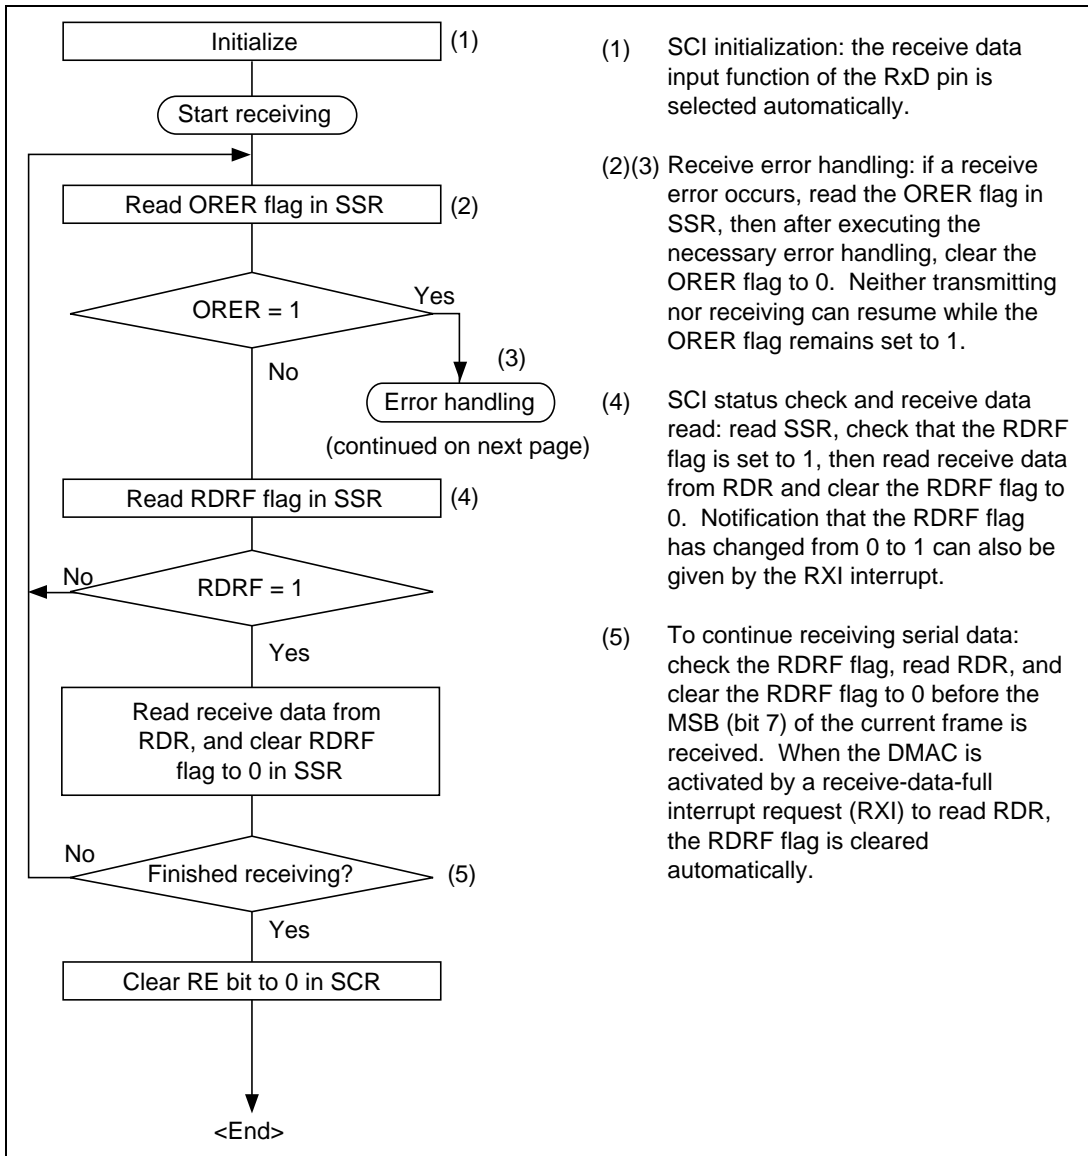 Initialize
(1)
Start receiving
Read ORER flag in SSR
(2)
ORER = 1
Yes
No
(3)
Error handling
(continued on next page)
Read RDRF flag in SSR
(4)
No
RDRF = 1
Yes
Read receive data from
RDR, and clear RDRF
flag to 0 in SSR
No
Finished receiving?
(5)
Yes
Clear RE bit to 0 in SCR
<End>
(1) SCI initialization: the receive data
input function of the RxD pin is
selected automatically.
(2)(3) Receive error handling: if a receive
error occurs, read the ORER flag in
SSR, then after executing the
necessary error handling, clear the
ORER flag to 0. Neither transmitting
nor receiving can resume while the
ORER flag remains set to 1.
(4) SCI status check and receive data
read: read SSR, check that the RDRF
flag is set to 1, then read receive data
from RDR and clear the RDRF flag to
0. Notification that the RDRF flag
has changed from 0 to 1 can also be
given by the RXI interrupt.
(5) To continue receiving serial data:
check the RDRF flag, read RDR, and
clear the RDRF flag to 0 before the
MSB (bit 7) of the current frame is
received. When the DMAC is
activated by a receive-data-full
interrupt request (RXI) to read RDR,
the RDRF flag is cleared
automatically.